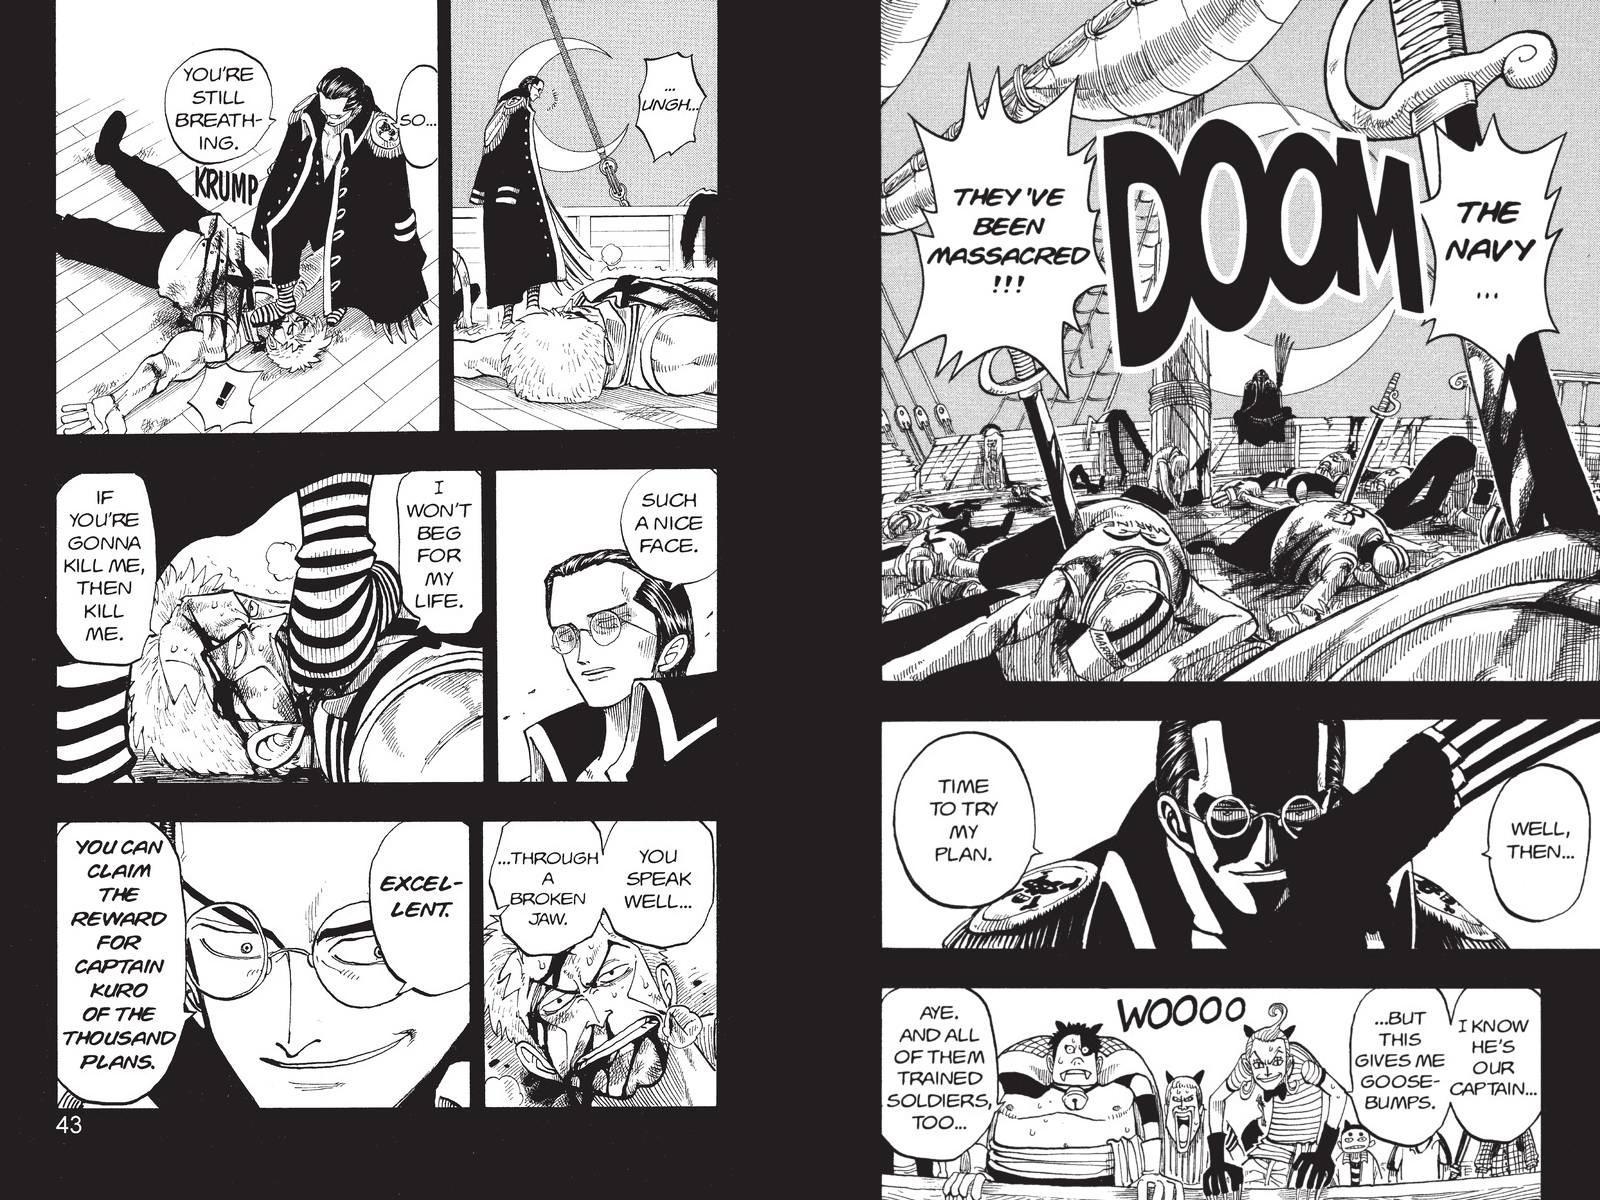 THE
NAVY
...
DOOM
THEY'VE
BEEN
MASSACRED
!!!
WELL,
THEN...
TIME
TO TRY
MY
PLAN.
I KNOW
HE'S
OUR
CAPTAIN...
...BUT
THIS
GIVES ME
GOOSE-
BUMPS.
WOOOO
AYE.
AND ALL
OF THEM
TRAINED
SOLDIERS,
TOO...
MARINE
MARINE
...
UNGH...
SO...
YOU'RE
STILL
BREATH-
ING.
KRUMP
!
SUCH
A NICE
FACE.
I
WON'T
BEG
FOR
MY
LIFE.
IF
YOU'RE
GONNA
KILL ME,
THEN
KILL
ME.
YOU
SPEAK
WELL...
...THROUGH
A
BROKEN
JAW.
EXCEL-
LENT.
YOU CAN
CLAIM
THE
REWARD
FOR
CAPTAIN
KURO
OF THE
THOUSAND
PLANS.
43